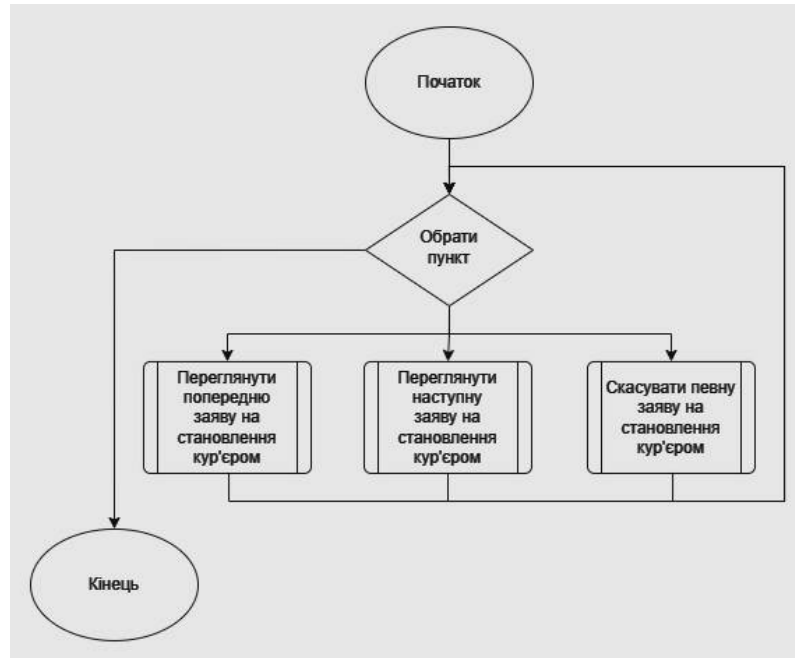 Початок
Обрати
пункт
Переглянути
попередню
заяву на
становлення
кур'єром
Переглянути
наступну
заяву на
становлення
кур'єром
Скасувати певну
заяву на
становлення
кур'єром
Кінець